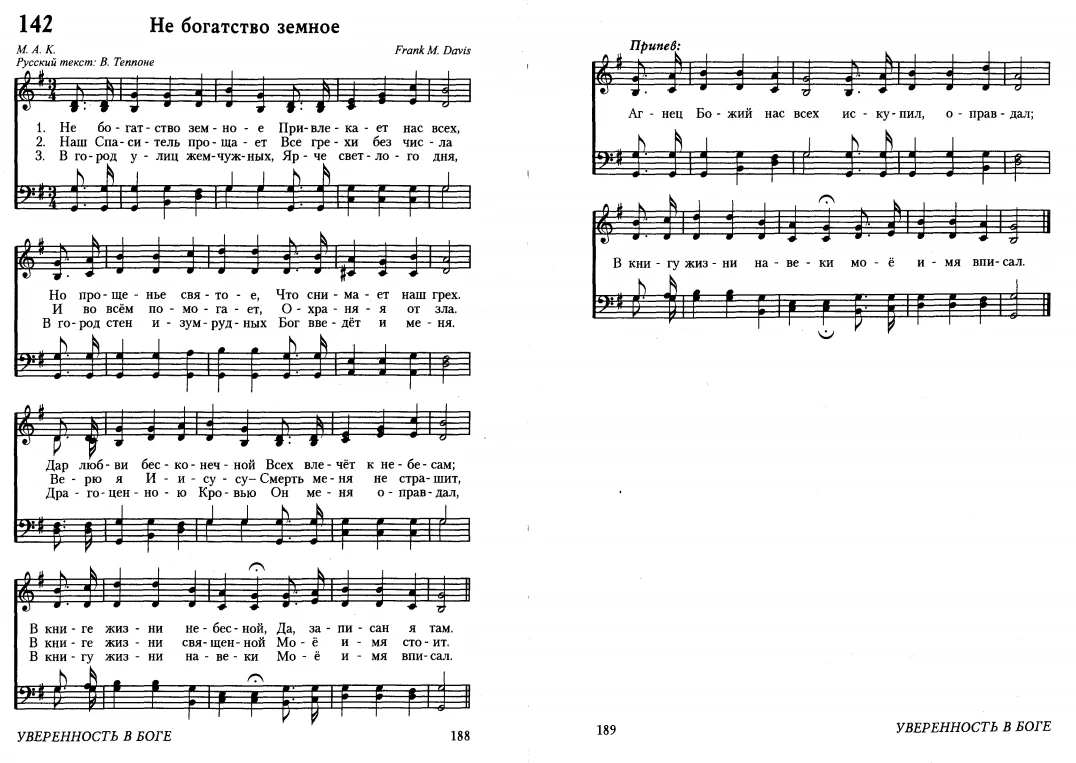 142 Не богатство земное
М. А. К. Frank M. Davis
Русский текст: В. Теппоне
1. Не бо - гат - ство зем - но - е При - вле - ка - ет нас всех,
2. Наш Спа - си - тель про - ща - ет Все гре - хи без чис - ла
3. В го - род у - лиц жем - чуж - ных, Яр - че свет - ло - го дня,
Но про - ще - нье свя - то - е, Что сни - ма - ет наш грех.
И во всём по - мо - га - ет, О - хра - ня - я от зла.
В го - род стен и - зум - руд - ных Бог вве - дёт и ме - ня.
Дар люб - ви бес - ко - неч - ной Всех вле - чёт к не - бе - сам;
Ве - рю я И - и - су - су – Смерть ме - ня не стра - шит,
Дра - го - цен - но - ю Кро - вью Он ме - ня о - прав - дал,
В кни - ге жиз - ни не - бес - ной, Да, за - пи - сан я там.
В кни - ге жиз - ни свя - щен - ной Мо - ё и - мя сто - ит.
В кни - гу жиз - ни на - ве - ки Мо - ё и - мя впи - сал.
УВЕРЕННОСТЬ В БОГЕ 188
Припев:
Аг - нец Бо - жий нас всех ис - ку - пил, о - прав - дал;
В кни - гу жиз - ни на - ве - ки мо - ё и - мя впи - сал.
189 УВЕРЕННОСТЬ В БОГЕ